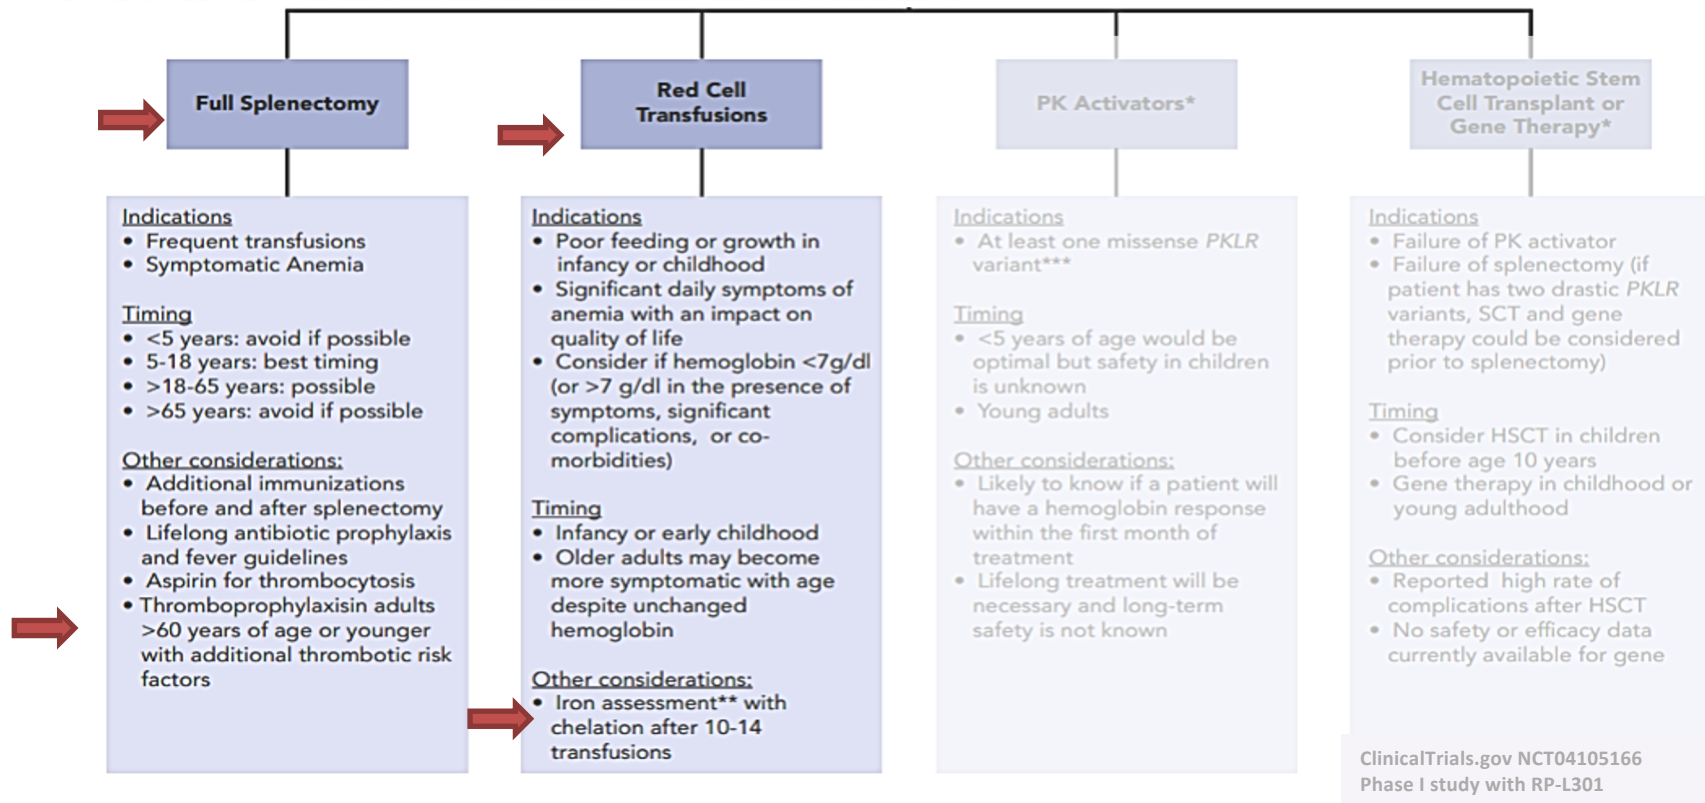 Full Splenectomy
Indications
• Frequent transfusions
• Symptomatic Anemia
Timing
• <5 years: avoid if possible
• 5-18 years: best timing
• >18-65 years: possible
• >65 years: avoid if possible
Other considerations:
• Additional immunizations
before and after splenectomy
• Lifelong antibiotic prophylaxis
and fever guidelines
• Aspirin for thrombocytosis
• Thromboprophylaxisin adults
>60 years of age or younger
with additional thrombotic risk
factors
Red Cell
Transfusions
Indications
• Poor feeding or growth in
infancy or childhood
• Significant daily symptoms of
anemia with an impact on
quality of life
• Consider if hemoglobin <7g/dl
(or >7 g/dl in the presence of
symptoms, significant
complications, or co-
morbidities)
Timing
• Infancy or early childhood
• Older adults may become
more symptomatic with age
despite unchanged
hemoglobin
Other considerations:
• Iron assessment** with
chelation after 10-14
transfusions
PK Activators*
Indications
• At least one missense PKLR
variant***
Timing
• <5 years of age would be
optimal but safety in children
is unknown
• Young adults
Other considerations:
• Likely to know if a patient will
have a hemoglobin response
within the first month of
treatment
• Lifelong treatment will be
necessary and long-term
safety is not known
Hematopoietic Stem
Cell Transplant or
Gene Therapy*
Indications
• Failure of PK activator
• Failure of splenectomy (if
patient has two drastic PKLR
variants, SCT and gene
therapy could be considered
prior to splenectomy)
Timing
• Consider HSCT in children
before age 10 years
• Gene therapy in childhood or
young adulthood
Other considerations:
• Reported high rate of
complications after HSCT
• No safety or efficacy data
currently available for gene
ClinicalTrials.gov NCT04105166
Phase I study with RP-L301